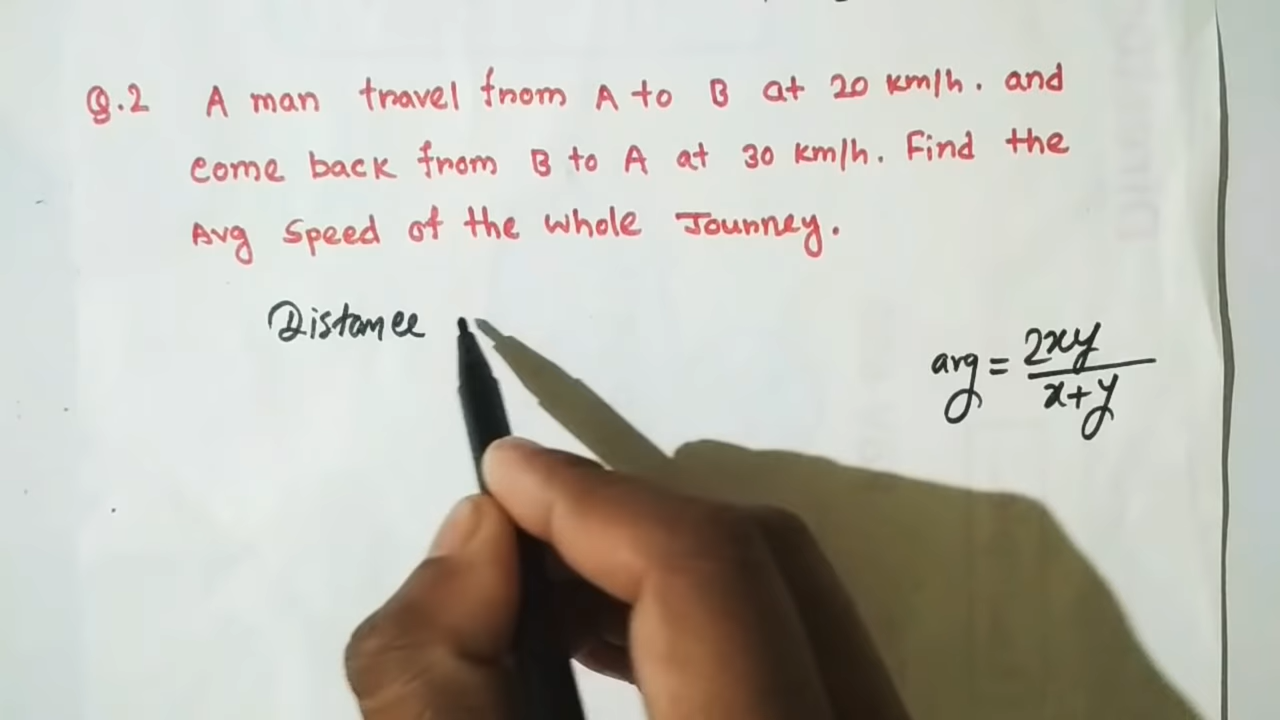 Q.2 A man travel from A to B at 20 km/h. and
come back from B to A at 30 km/h. Find the
Avg Speed of the whole Journey.
Distance
avg = 2xy / x+y